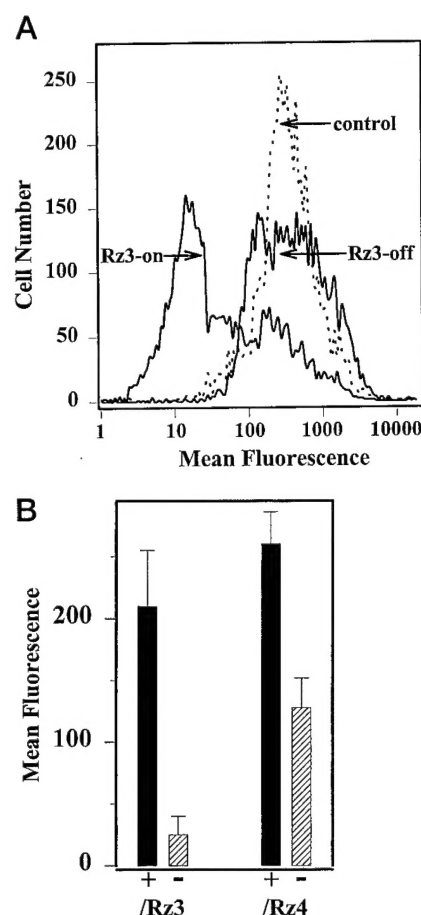 A
250
200
150
100
50
0
Cell Number
control
Rz3-on
Rz3-off
1 10 100 1000 10000
Mean Fluorescence
B
200
100
0
Mean Fluorescence
+ - + -
/Rz3 /Rz4